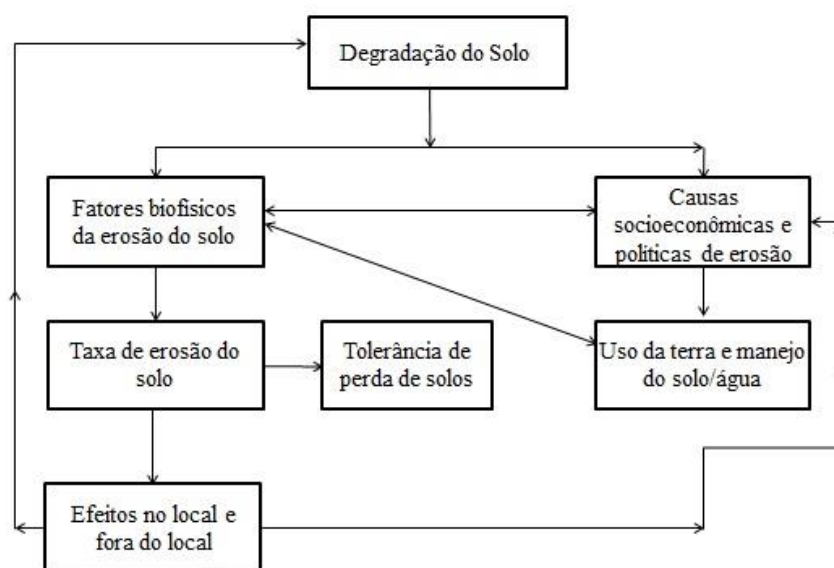 Degradação do Solo
Fatores biofísicos
da erosão do solo
Causas
socioeconômicas e
politicas de erosão
Taxa de erosão do
solo
Tolerância de
perda de solos
Uso da terra e manejo
do solo/água
Efeitos no local e
fora do local